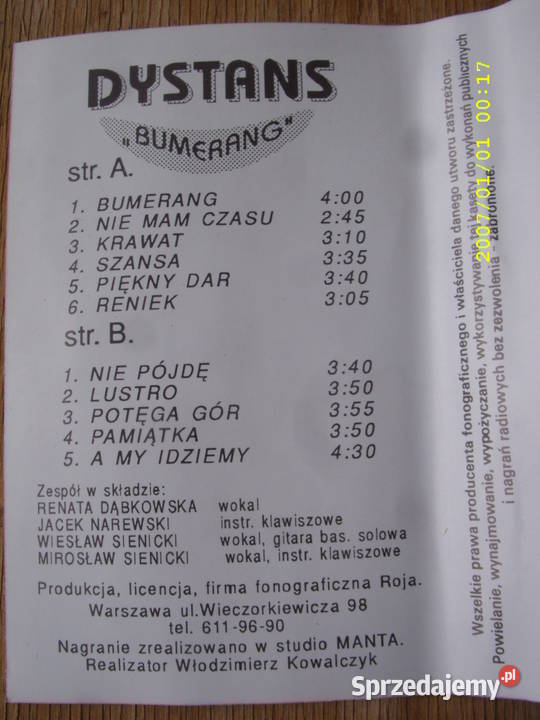 DYSTANS
„BUMERANG"
str. A.
1. BUMERANG 4:00
2. NIE MAM CZASU 2:45
3. KRAWAT 3:10
4. SZANSA 3:35
5. PIĘKNY DAR 3:40
6. RENIEK 3:05
str. B.
1. NIE PÓJDĘ 3:40
2. LUSTRO 3:50
3. POTĘGA GÓR 3:55
4. PAMIĄTKA 3:50
5. A MY IDZIEMY 4:30
Zespół w składzie:
RENATA DĄBKOWSKA wokal
JACEK NAREWSKI instr. klawiszowe
WIESŁAW SIENICKI wokal, gitara bas. solowa
MIROSŁAW SIENICKI wokal, instr. klawiszowe
Produkcja, licencja, firma fonograficzna Roja.
Warszawa ul.Wieczorkiewicza 98
tel. 611-96-90
Nagranie zrealizowano w studio MANTA.
Realizator Włodzimierz Kowalczyk
Wszelkie prawa producenta fonograficznego i właściciela danego utworu zastrzeżone.
Powielanie, wynajmowanie, wypożyczanie, wykorzystywanie tej kasety do wykonań publicznych
i nagrań radiowych bez zezwolenia - zabronione.
2007/01/01 00:17
Sprzedajemy.pl